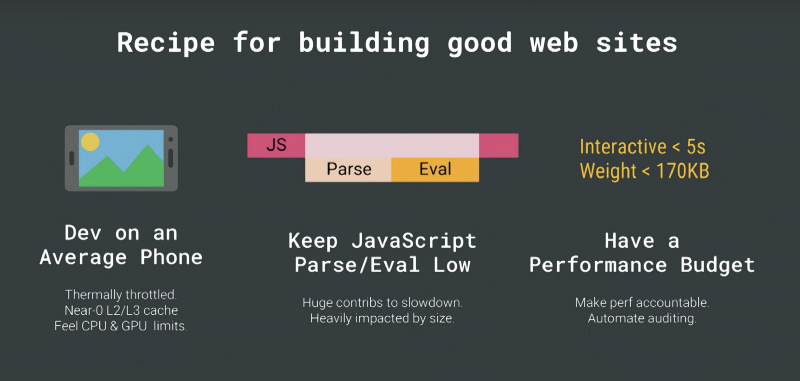 Recipe for building good web sites
JS
Parse
Eval
Interactive < 5s
Weight < 170KB
Dev on an
Average Phone
Thermally throttled.
Near-0 L2/L3 cache
Feel CPU & GPU limits.
Keep JavaScript
Parse/Eval Low
Huge contribs to slowdown.
Heavily impacted by size.
Have a
Performance Budget
Make perf accountable.
Automate auditing.